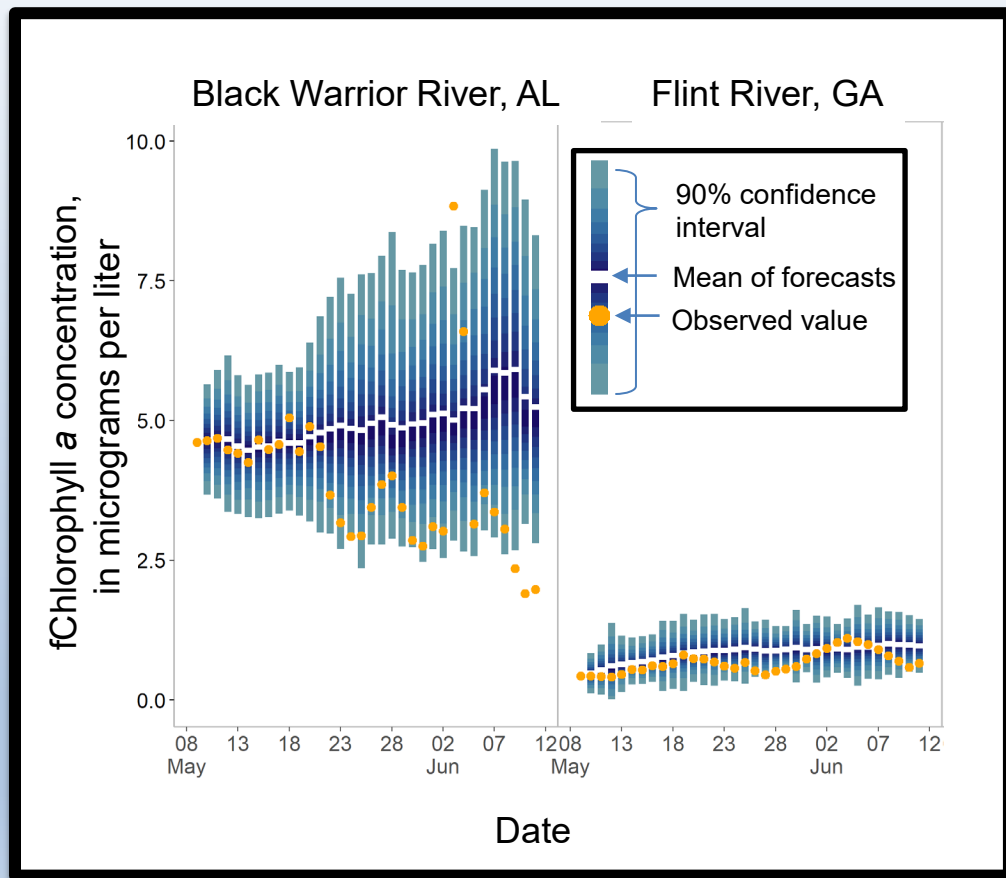 Black Warrior River, AL
Flint River, GA
fChlorophyll a concentration,
in micrograms per liter
10.0
7.5
5.0
2.5
0.0
90% confidence
interval
Mean of forecasts
Observed value
08 13 18 23 28 02 07 12
May Jun
08 13 18 23 28 02 07 12
May Jun
Date